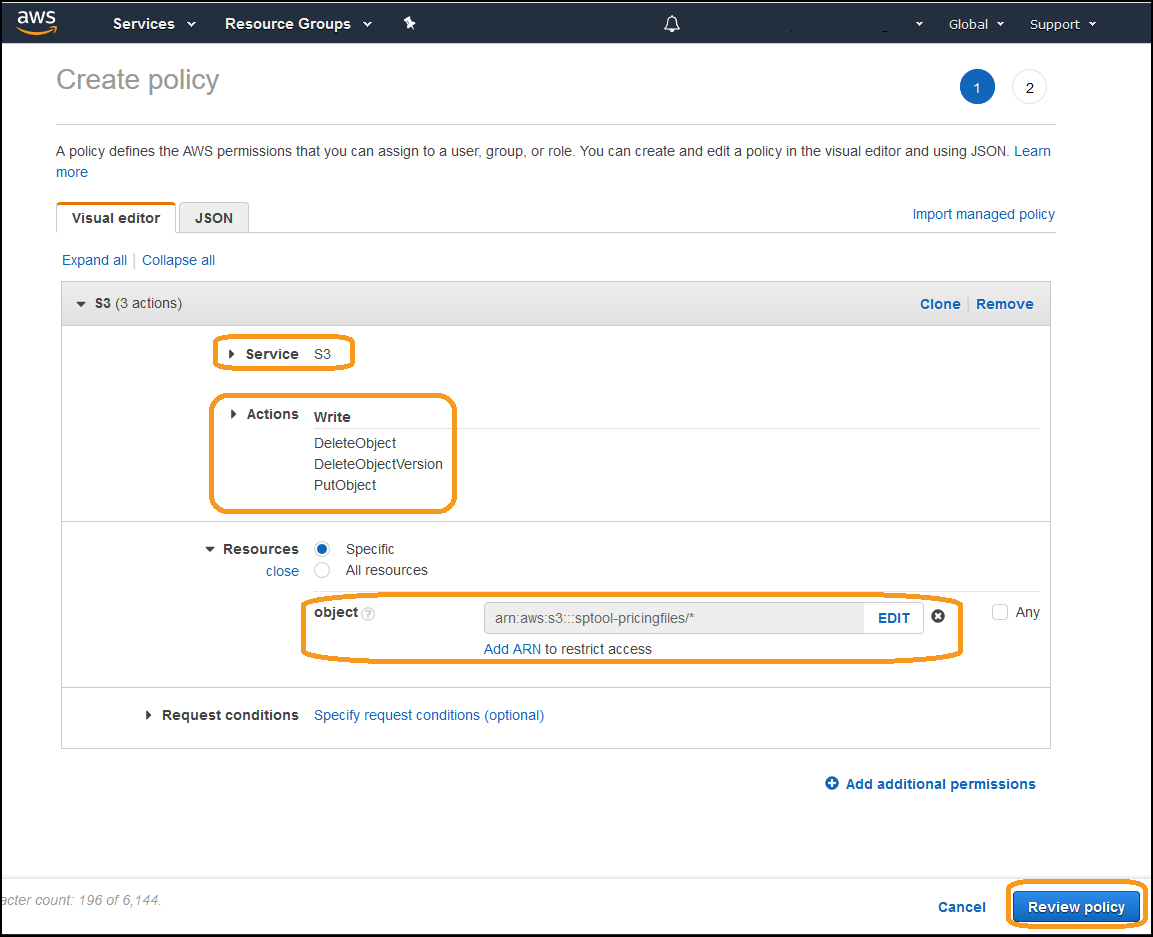 aws Services Resource Groups Global Support
Create policy
1 2
A policy defines the AWS permissions that you can assign to a user, group, or role. You can create and edit a policy in the visual editor and using JSON. Learn
more
Visual editor JSON Import managed policy
Expand all Collapse all
S3 (3 actions) Clone Remove
Service S3
Actions Write
DeleteObject
DeleteObjectVersion
PutObject
Resources Specific
close All resources
object ? arn:aws:s3:::sptool-pricingfiles/* EDIT Any
Add ARN to restrict access
Request conditions Specify request conditions (optional)
Add additional permissions
acter count: 196 of 6,144.
Cancel Review policy